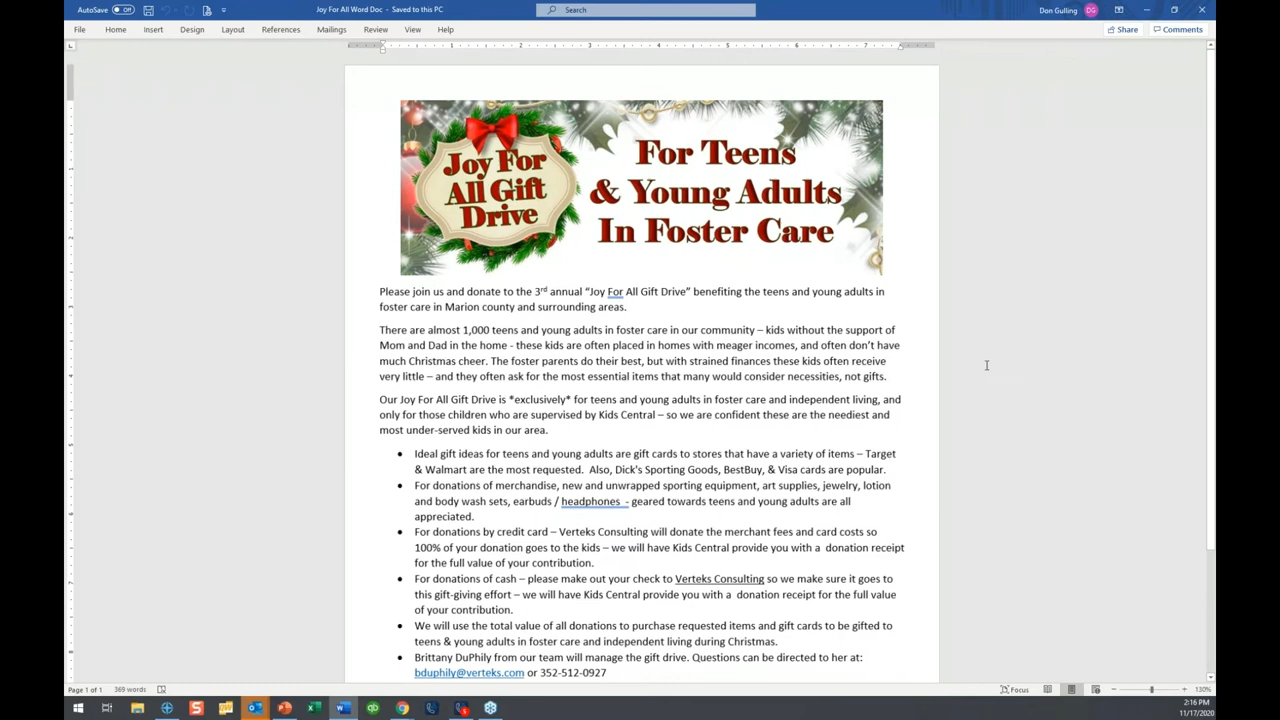 AutoSave Off
Joy For All Word Doc - Saved to this PC
Search
Don Gulling DG
File Home Insert Design Layout References Mailings Review View Help
Share Comments
1 2 3 4 5 6 7
Joy For
All Gift
Drive
For Teens
& Young Adults
In Foster Care
Please join us and donate to the 3rd annual “Joy For All Gift Drive” benefiting the teens and young adults in
foster care in Marion county and surrounding areas.
There are almost 1,000 teens and young adults in foster care in our community – kids without the support of
Mom and Dad in the home - these kids are often placed in homes with meager incomes, and often don’t have
much Christmas cheer. The foster parents do their best, but with strained finances these kids often receive
very little – and they often ask for the most essential items that many would consider necessities, not gifts.
Our Joy For All Gift Drive is *exclusively* for teens and young adults in foster care and independent living, and
only for those children who are supervised by Kids Central – so we are confident these are the neediest and
most under-served kids in our area.
• Ideal gift ideas for teens and young adults are gift cards to stores that have a variety of items – Target
& Walmart are the most requested. Also, Dick's Sporting Goods, BestBuy, & Visa cards are popular.
• For donations of merchandise, new and unwrapped sporting equipment, art supplies, jewelry, lotion
and body wash sets, earbuds / headphones - geared towards teens and young adults are all
appreciated.
• For donations by credit card – Verteks Consulting will donate the merchant fees and card costs so
100% of your donation goes to the kids – we will have Kids Central provide you with a donation receipt
for the full value of your contribution.
• For donations of cash – please make out your check to Verteks Consulting so we make sure it goes to
this gift-giving effort – we will have Kids Central provide you with a donation receipt for the full value
of your contribution.
• We will use the total value of all donations to purchase requested items and gift cards to be gifted to
teens & young adults in foster care and independent living during Christmas.
• Brittany DuPhily from our team will manage the gift drive. Questions can be directed to her at:
bduphily@verteks.com or 352-512-0927
Page 1 of 1 369 words
Focus 130%
2:16 PM
11/17/2020